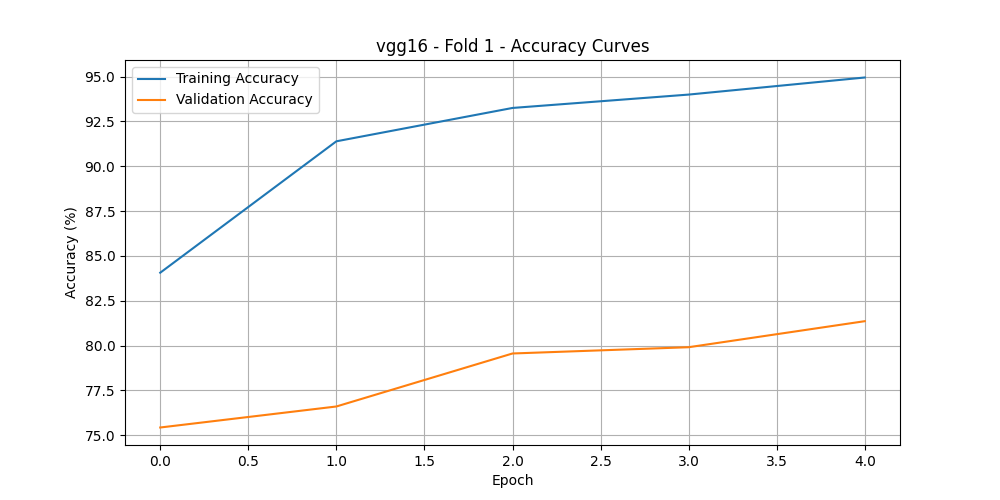 vgg16 - Fold 1 - Accuracy Curves
Training Accuracy
Validation Accuracy
Accuracy (%)
95.0
92.5
90.0
87.5
85.0
82.5
80.0
77.5
75.0
0.0 0.5 1.0 1.5 2.0 2.5 3.0 3.5 4.0
Epoch